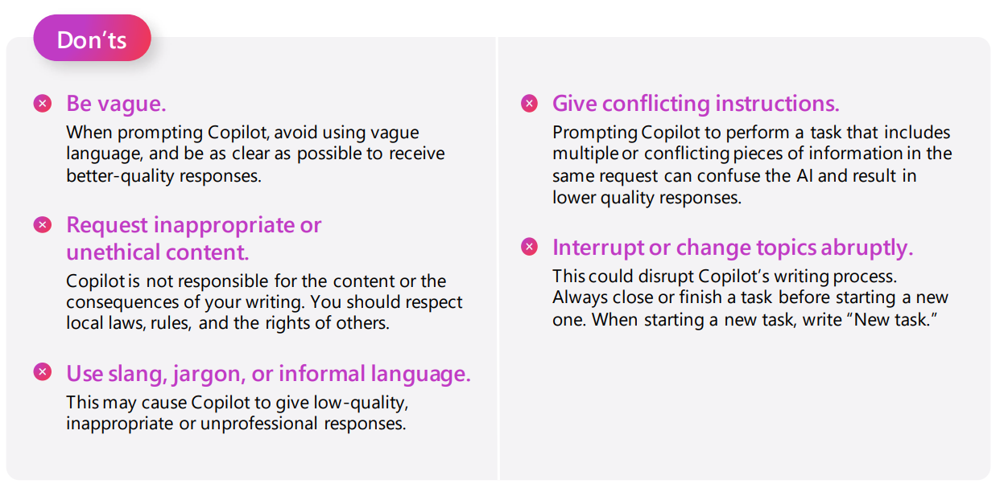 Don'ts
Be vague.
When prompting Copilot, avoid using vague
language, and be as clear as possible to receive
better-quality responses.
Request inappropriate or
unethical content.
Copilot is not responsible for the content or the
consequences of your writing. You should respect
local laws, rules, and the rights of others.
Use slang, jargon, or informal language.
This may cause Copilot to give low-quality,
inappropriate or unprofessional responses.
Give conflicting instructions.
Prompting Copilot to perform a task that includes
multiple or conflicting pieces of information in the
same request can confuse the AI and result in
lower quality responses.
Interrupt or change topics abruptly.
This could disrupt Copilot’s writing process.
Always close or finish a task before starting a new
one. When starting a new task, write “New task.”